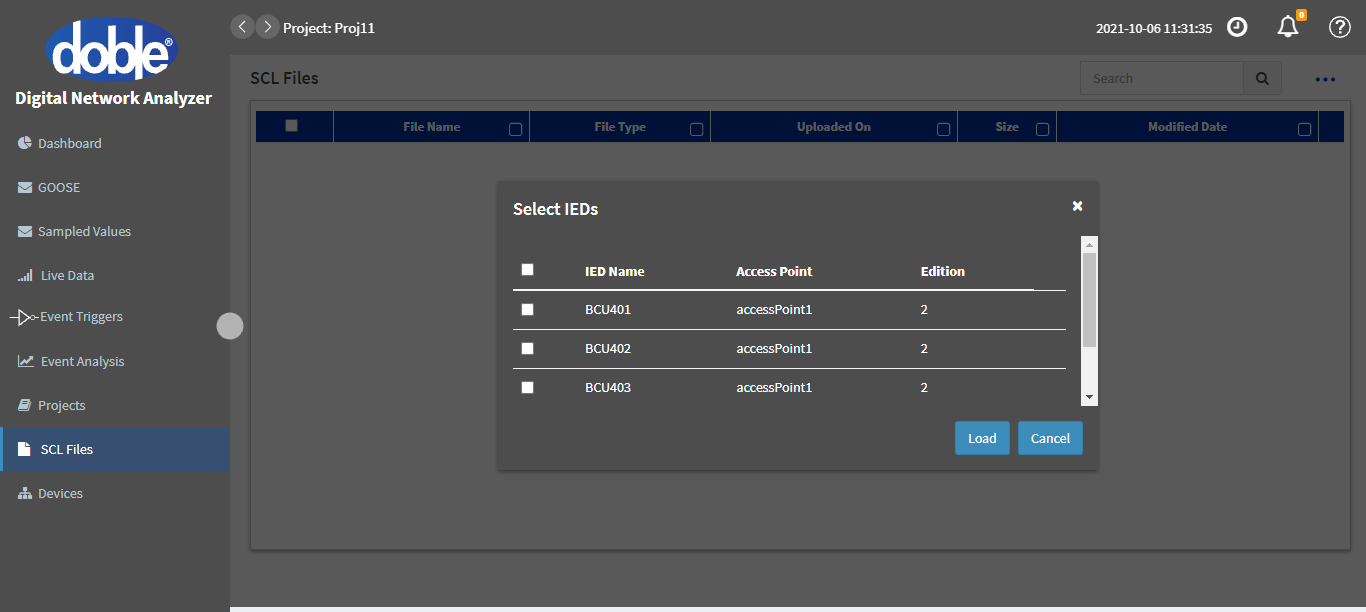 doble®
Digital Network Analyzer
Dashboard
GOOSE
Sampled Values
Live Data
Event Triggers
Event Analysis
Projects
SCL Files
Devices
Project: Proj11
2021-10-06 11:31:35
0
SCL Files
Search
File Name
File Type
Uploaded On
Size
Modified Date
Select IEDs
IED Name Access Point Edition
BCU401 accessPoint1 2
BCU402 accessPoint1 2
BCU403 accessPoint1 2
Load
Cancel